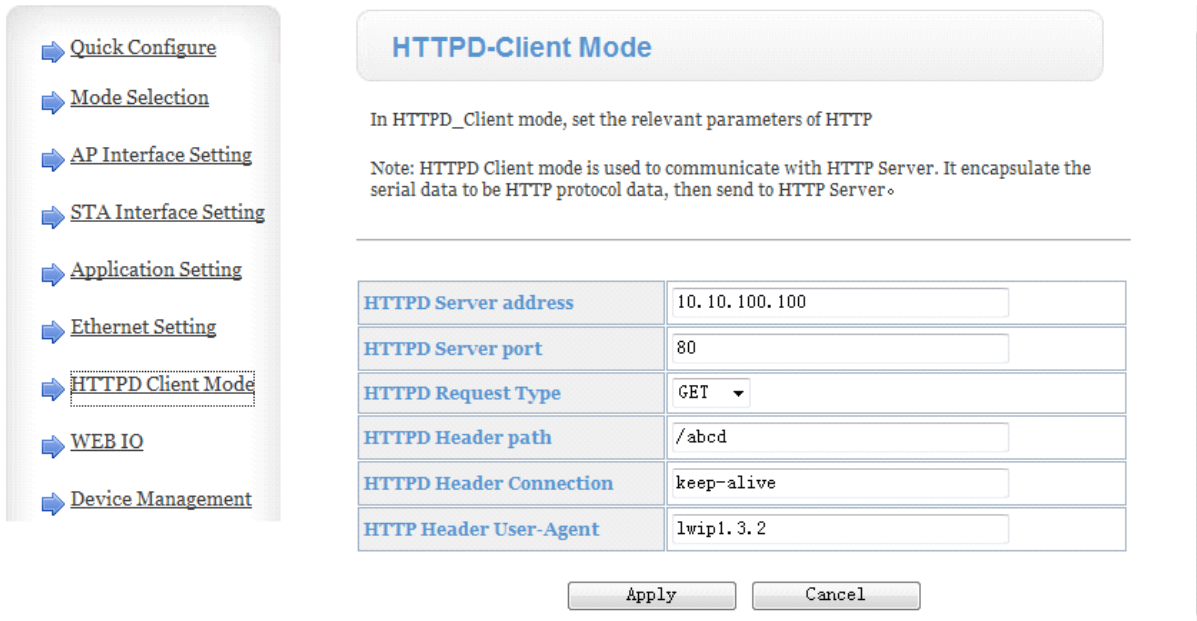 Quick Configure
Mode Selection
AP Interface Setting
STA Interface Setting
Application Setting
Ethernet Setting
HTTPD Client Mode
WEB IO
Device Management
HTTPD-Client Mode
In HTTPD_Client mode, set the relevant parameters of HTTP
Note: HTTPD Client mode is used to communicate with HTTP Server. It encapsulate the
serial data to be HTTP protocol data, then send to HTTP Server。
HTTPD Server address 10.10.100.100
HTTPD Server port 80
HTTPD Request Type GET
HTTPD Header path /abcd
HTTPD Header Connection keep-alive
HTTP Header User-Agent lwip1.3.2
Apply Cancel